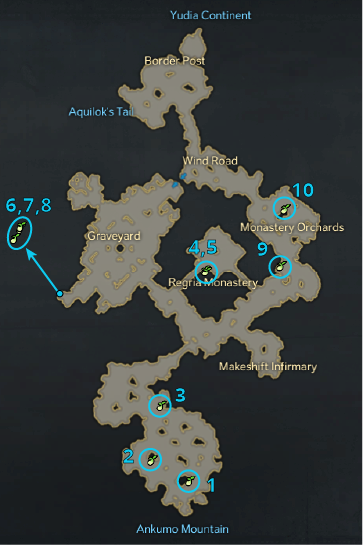 Yudia Continent
Border Post
Aquilok's Tail
Wind Road
10
6,7,8
Monastery Orchards
Graveyard
4,5
9
Regria Monastery
Makeshift Infirmary
3
2
1
Ankumo Mountain